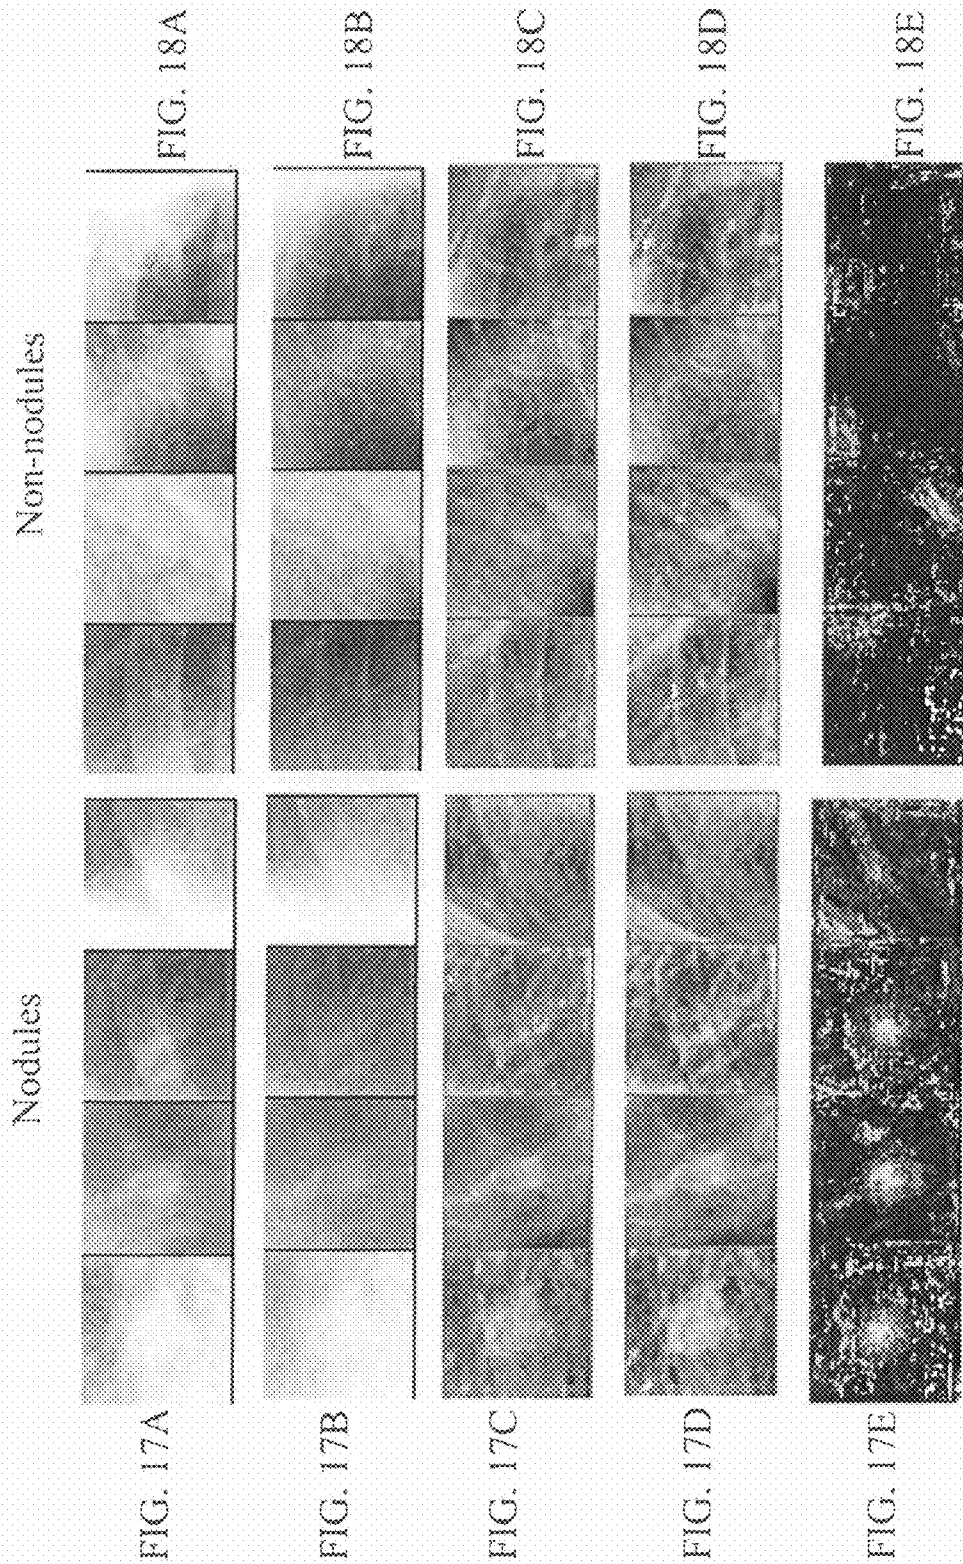 Nodules
Non-nodules
FIG. 17A
FIG. 18A
FIG. 17B
FIG. 18B
FIG. 17C
FIG. 18C
FIG. 17D
FIG. 18D
FIG. 17E
FIG. 18E